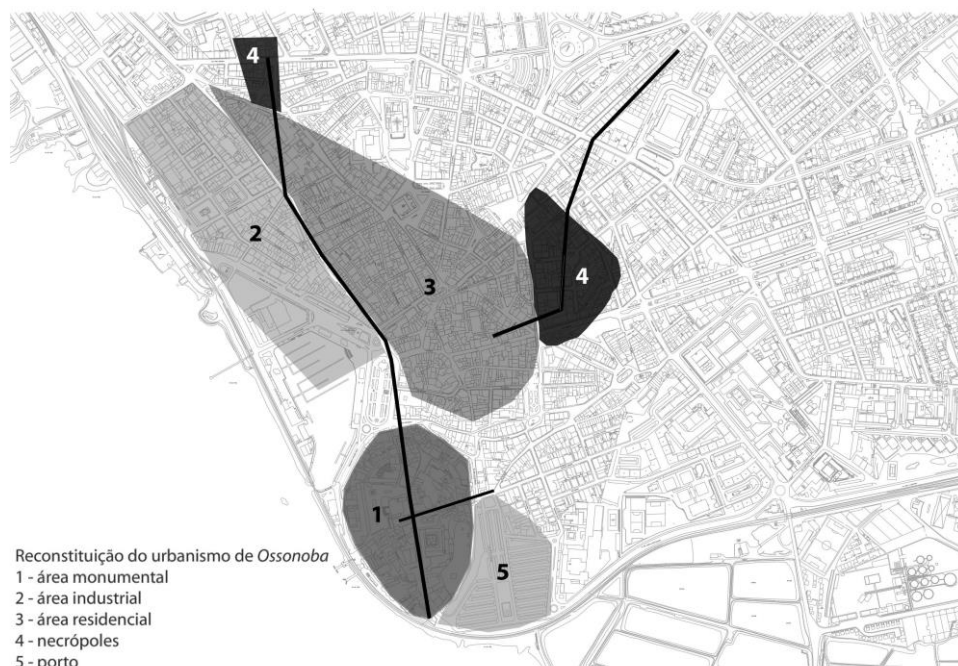 4
2
3
4
1
5
Reconstituição do urbanismo de Ossonoba
1 - área monumental
2 - área industrial
3 - área residencial
4 - necrópoles
5 - porto